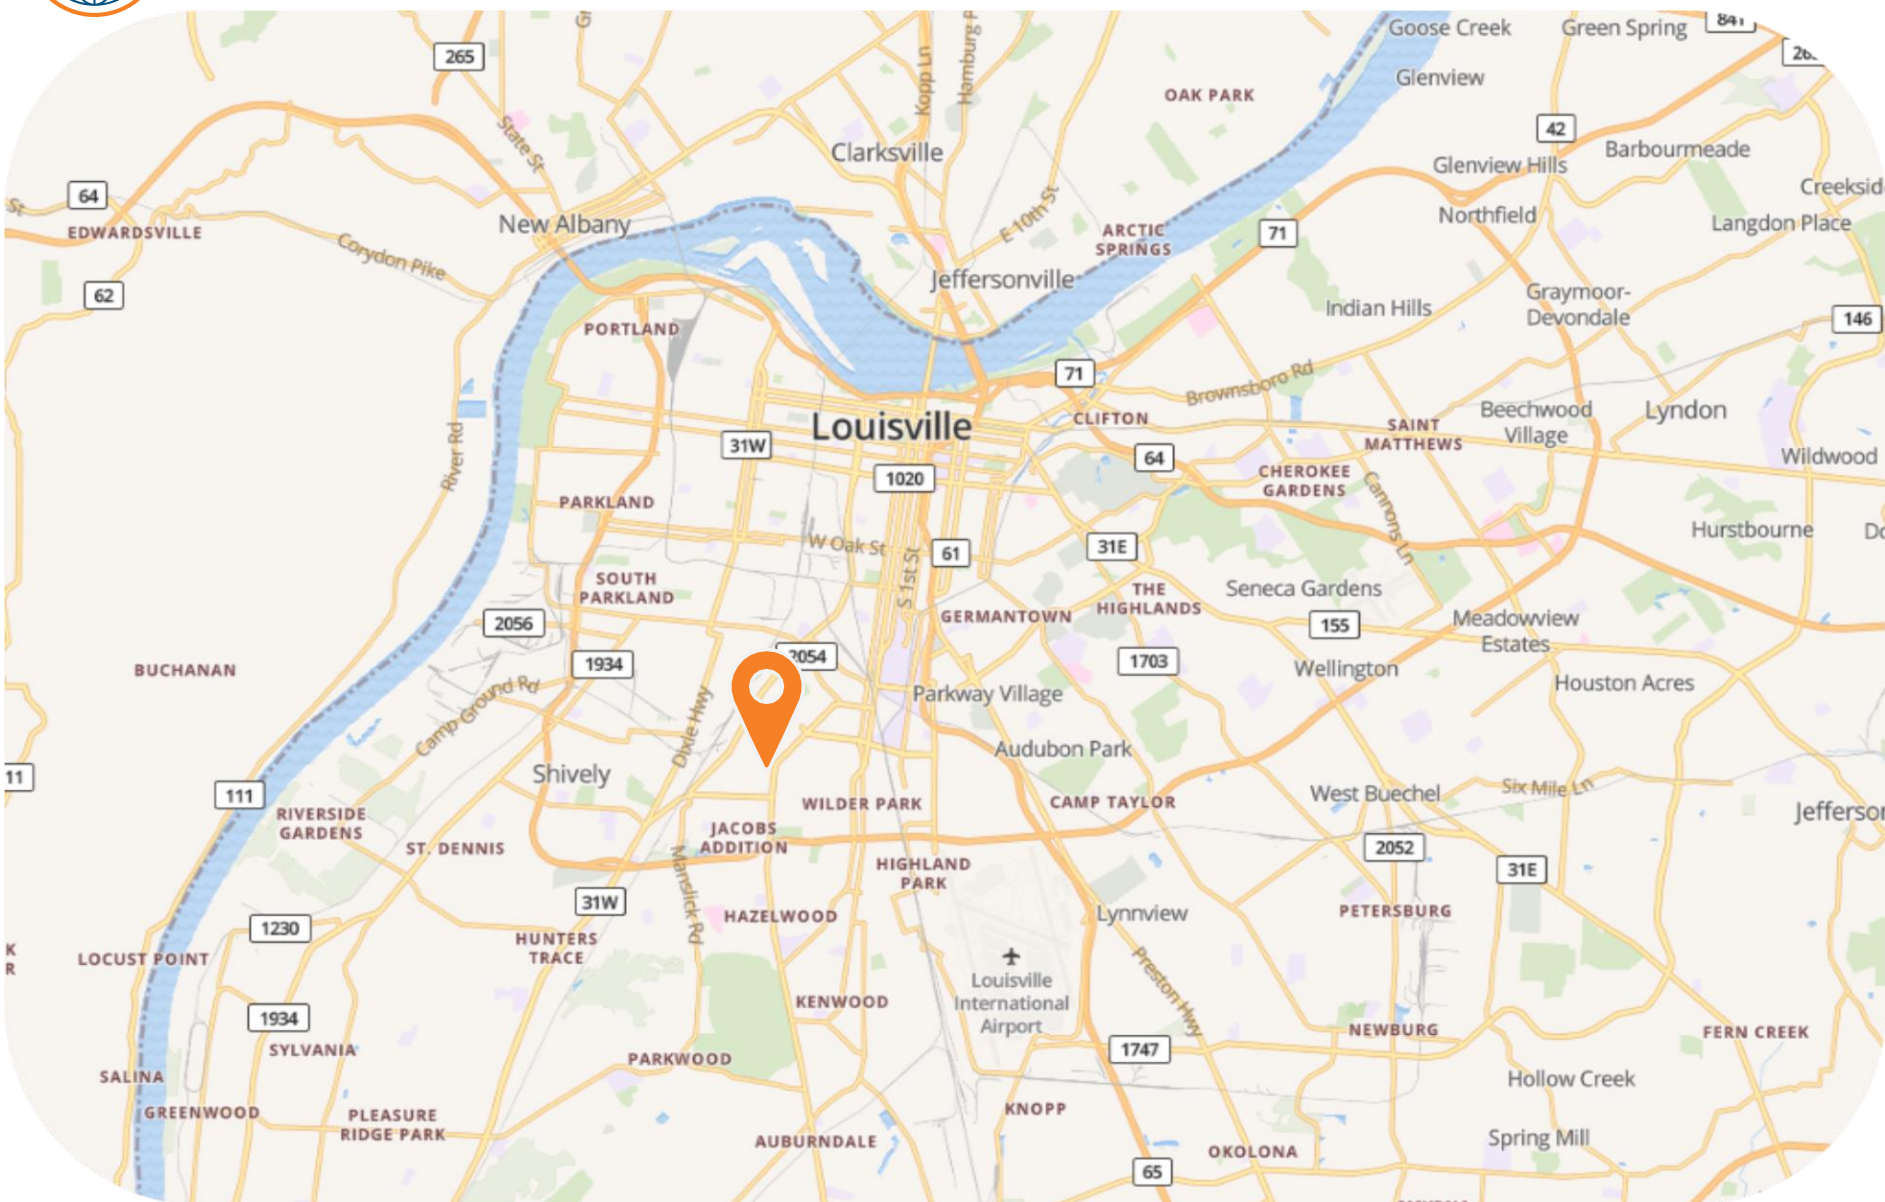 Goose Creek
Green Spring
841
265
Glenview
Kopp Ln
Hamburg P
OAK PARK
42
State St
Clarksville
Barbourmeade
Glenview Hills
64
St
Creeksid
New Albany
EDWARDSVILLE
Northfield
Langdon Place
E 10th St
ARCTIC
SPRINGS
71
Corydon Pike
Jeffersonville
62
Indian Hills
Graymoor-
Devondale
146
PORTLAND
71
Brownsboro Rd
Louisville
CLIFTON
Beechwood
Village
Lyndon
SAINT
MATTHEWS
31W
River Rd
64
Wildwood
1020
CHEROKEE
GARDENS
Cannons Ln
PARKLAND
Hurstbourne
Do
W Oak St
61
31E
S 1st St
SOUTH
PARKLAND
Seneca Gardens
THE
HIGHLANDS
GERMANTOWN
2056
155
Meadowview
Estates
2054
1934
1703
BUCHANAN
Wellington
Camp Ground Rd
Parkway Village
Houston Acres
Dixie Hwy
Audubon Park
Shively
11
111
West Buechel
Six Mile Ln
RIVERSIDE
GARDENS
WILDER PARK
CAMP TAYLOR
Jefferson
JACOBS
ADDITION
ST. DENNIS
2052
HIGHLAND
PARK
31E
Manslick Rd
31W
HAZELWOOD
Lynnview
PETERSBURG
1230
HUNTERS
TRACE
K
R
LOCUST POINT
Preston Hwy
Louisville
International
Airport
KENWOOD
1934
NEWBURG
FERN CREEK
SYLVANIA
1747
PARKWOOD
SALINA
Hollow Creek
GREENWOOD
PLEASURE
RIDGE PARK
KNOPP
AUBURNDALE
Spring Mill
OKOLONA
65